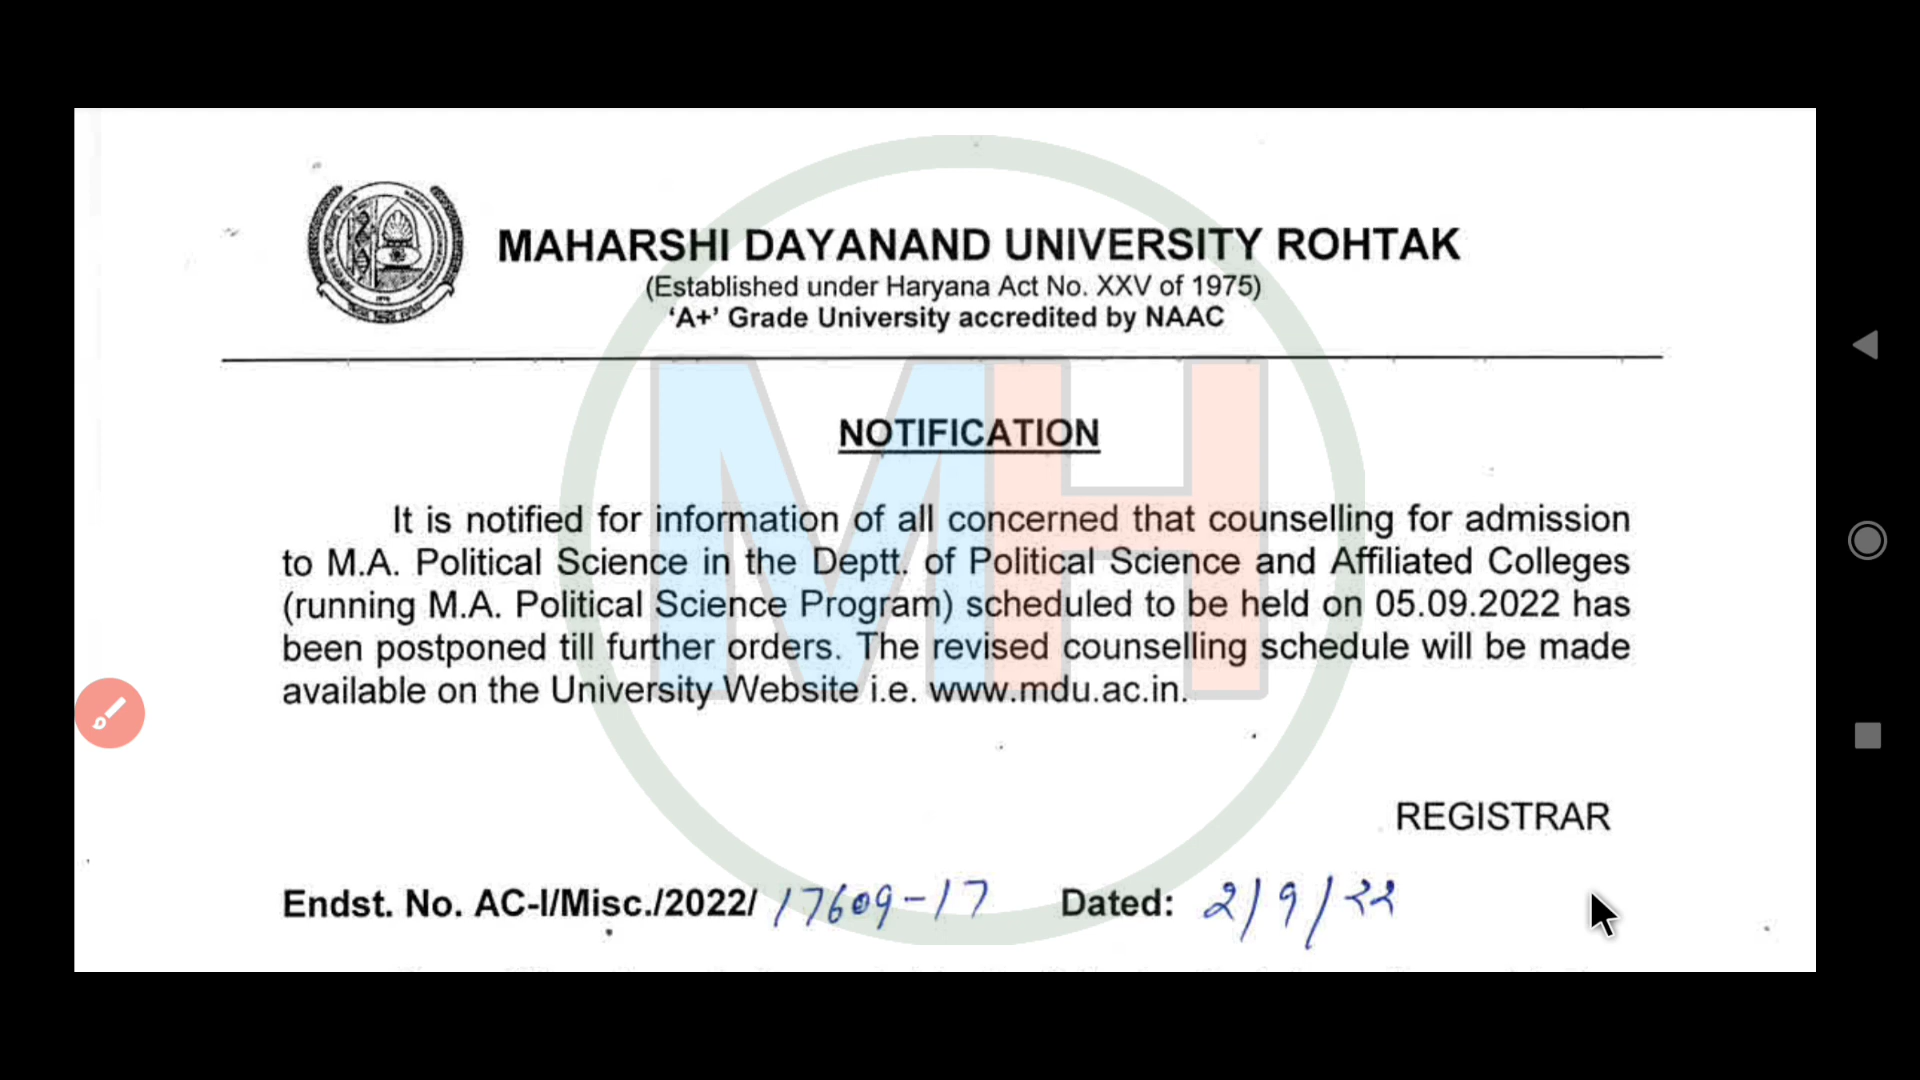 MAHARSHI DAYANAND UNIVERSITY ROHTAK
(Established under Haryana Act No. XXV of 1975)
‘A+’ Grade University accredited by NAAC
NOTIFICATION
It is notified for information of all concerned that counselling for admission
to M.A. Political Science in the Deptt. of Political Science and Affiliated Colleges
(running M.A. Political Science Program) scheduled to be held on 05.09.2022 has
been postponed till further orders. The revised counselling schedule will be made
available on the University Website i.e. www.mdu.ac.in.
REGISTRAR
Endst. No. AC-I/Misc./2022/ 17609-17 Dated: 2/9/22
MH